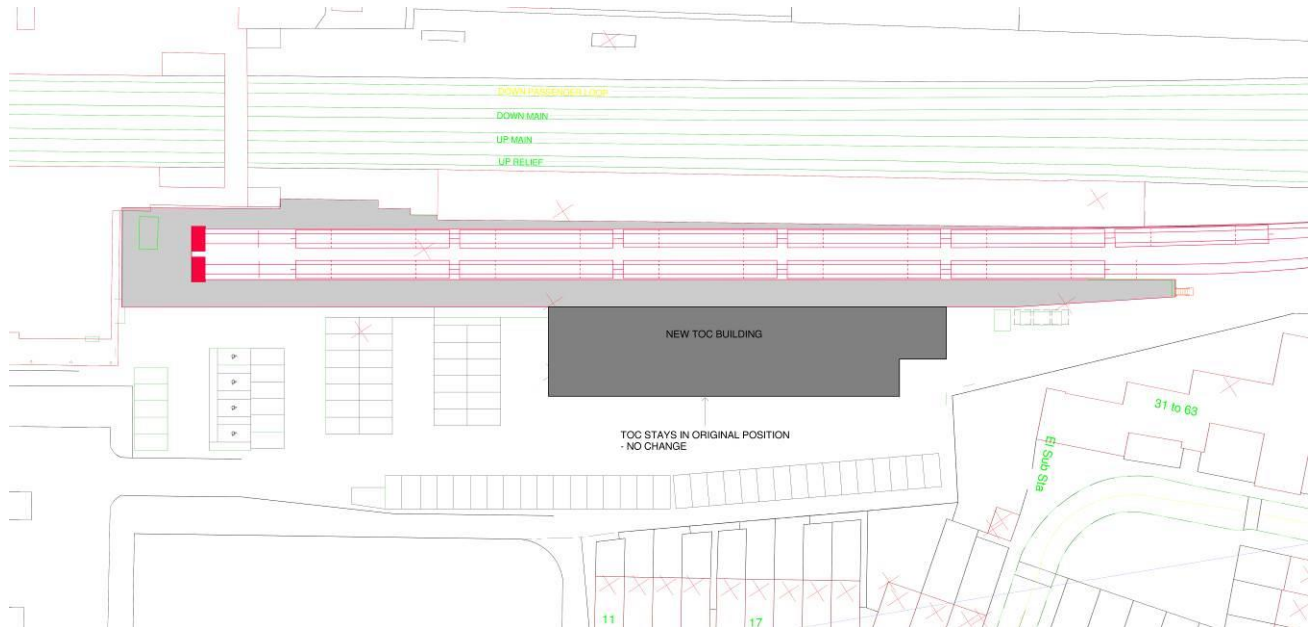 DOWN PASSENGER LOOP
DOWN MAIN
UP MAIN
UP RELIEF
NEW TOC BUILDING
TOC STAYS IN ORIGINAL POSITION
- NO CHANGE
31 to 63
El Sub Sta
11
17